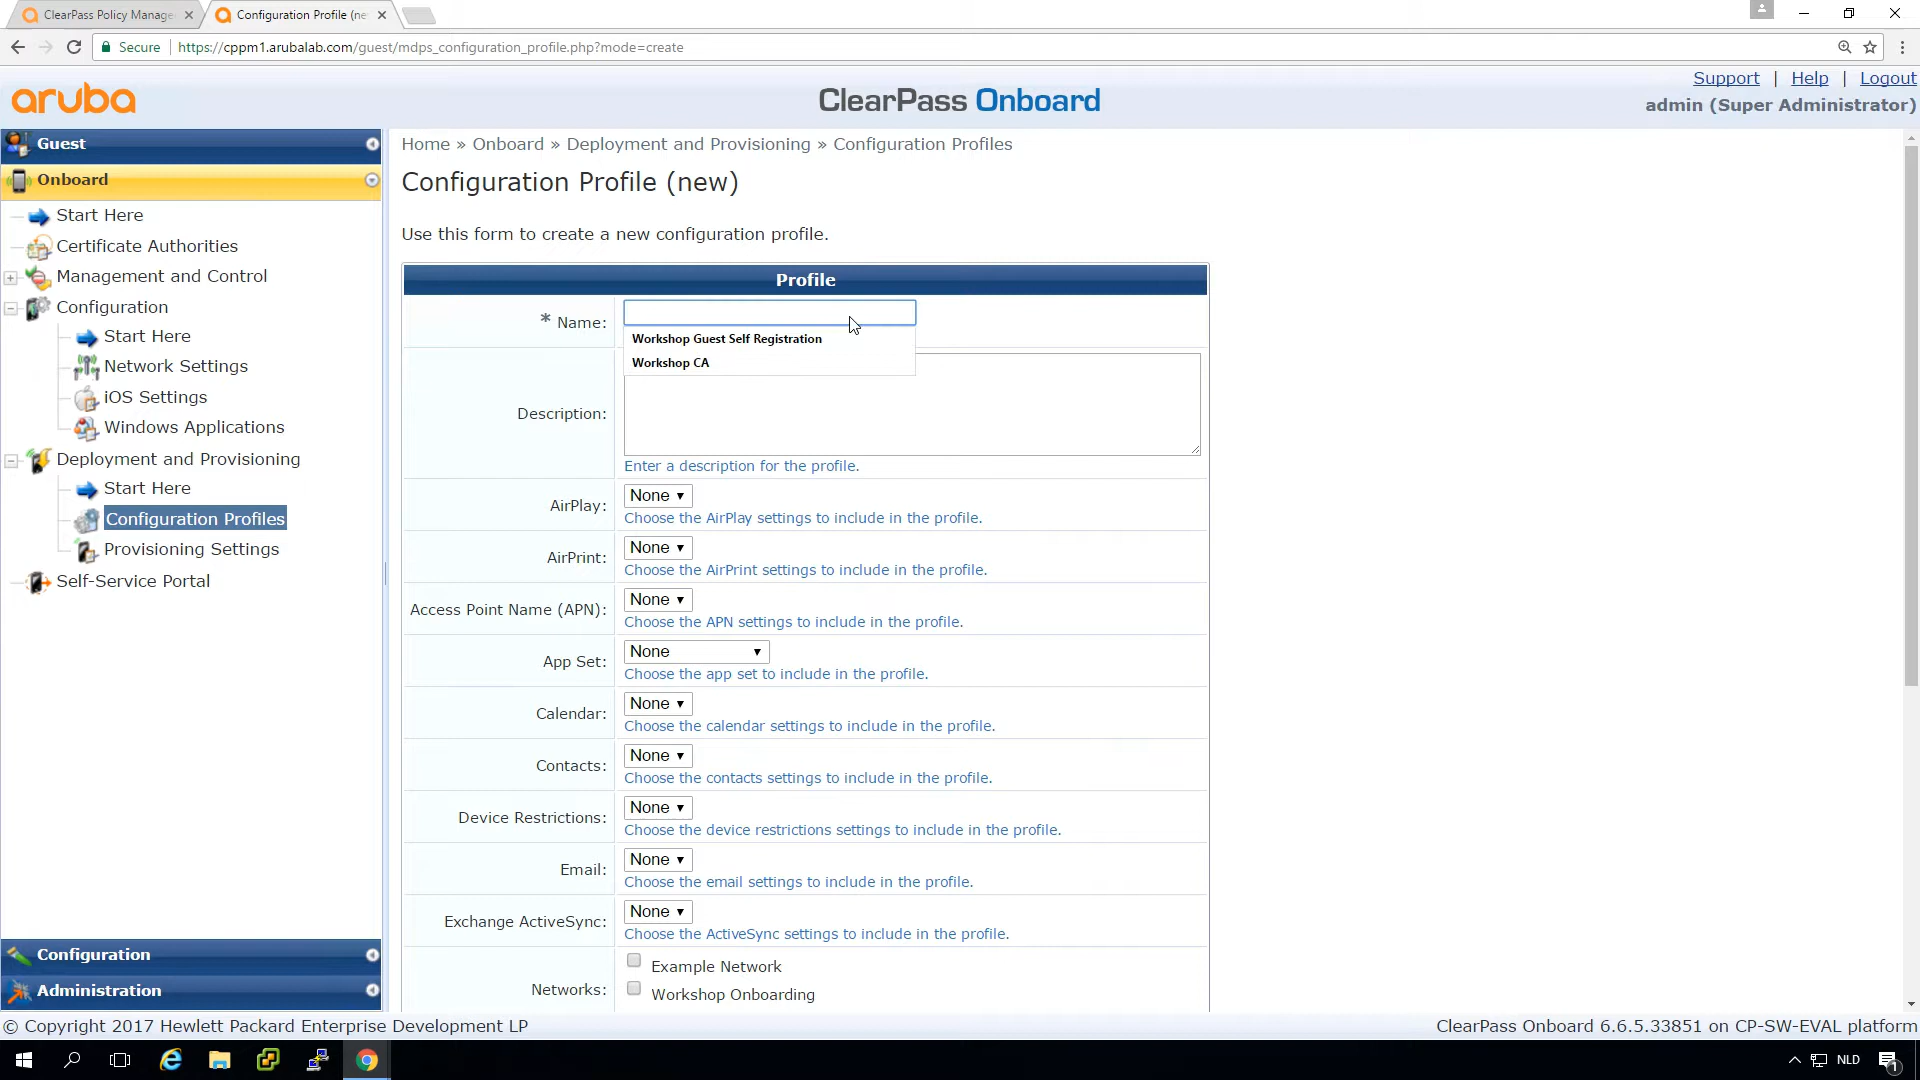 ClearPass Policy Manage
Configuration Profile (ne
Secure
https://cppm1.arubalab.com/guest/mdps_configuration_profile.php?mode=create
aruba
ClearPass Onboard
Support | Help | Logout
admin (Super Administrator)
Guest
Onboard
Start Here
Certificate Authorities
Management and Control
Configuration
Start Here
Network Settings
iOS Settings
Windows Applications
Deployment and Provisioning
Start Here
Configuration Profiles
Provisioning Settings
Self-Service Portal
Configuration
Administration
Home » Onboard » Deployment and Provisioning » Configuration Profiles
Configuration Profile (new)
Use this form to create a new configuration profile.
Profile
* Name:
Workshop Guest Self Registration
Workshop CA
Description:
Enter a description for the profile.
AirPlay: None
Choose the AirPlay settings to include in the profile.
AirPrint: None
Choose the AirPrint settings to include in the profile.
Access Point Name (APN): None
Choose the APN settings to include in the profile.
App Set: None
Choose the app set to include in the profile.
Calendar: None
Choose the calendar settings to include in the profile.
Contacts: None
Choose the contacts settings to include in the profile.
Device Restrictions: None
Choose the device restrictions settings to include in the profile.
Email: None
Choose the email settings to include in the profile.
Exchange ActiveSync: None
Choose the ActiveSync settings to include in the profile.
Networks:
Example Network
Workshop Onboarding
© Copyright 2017 Hewlett Packard Enterprise Development LP
ClearPass Onboard 6.6.5.33851 on CP-SW-EVAL platform
NLD
1